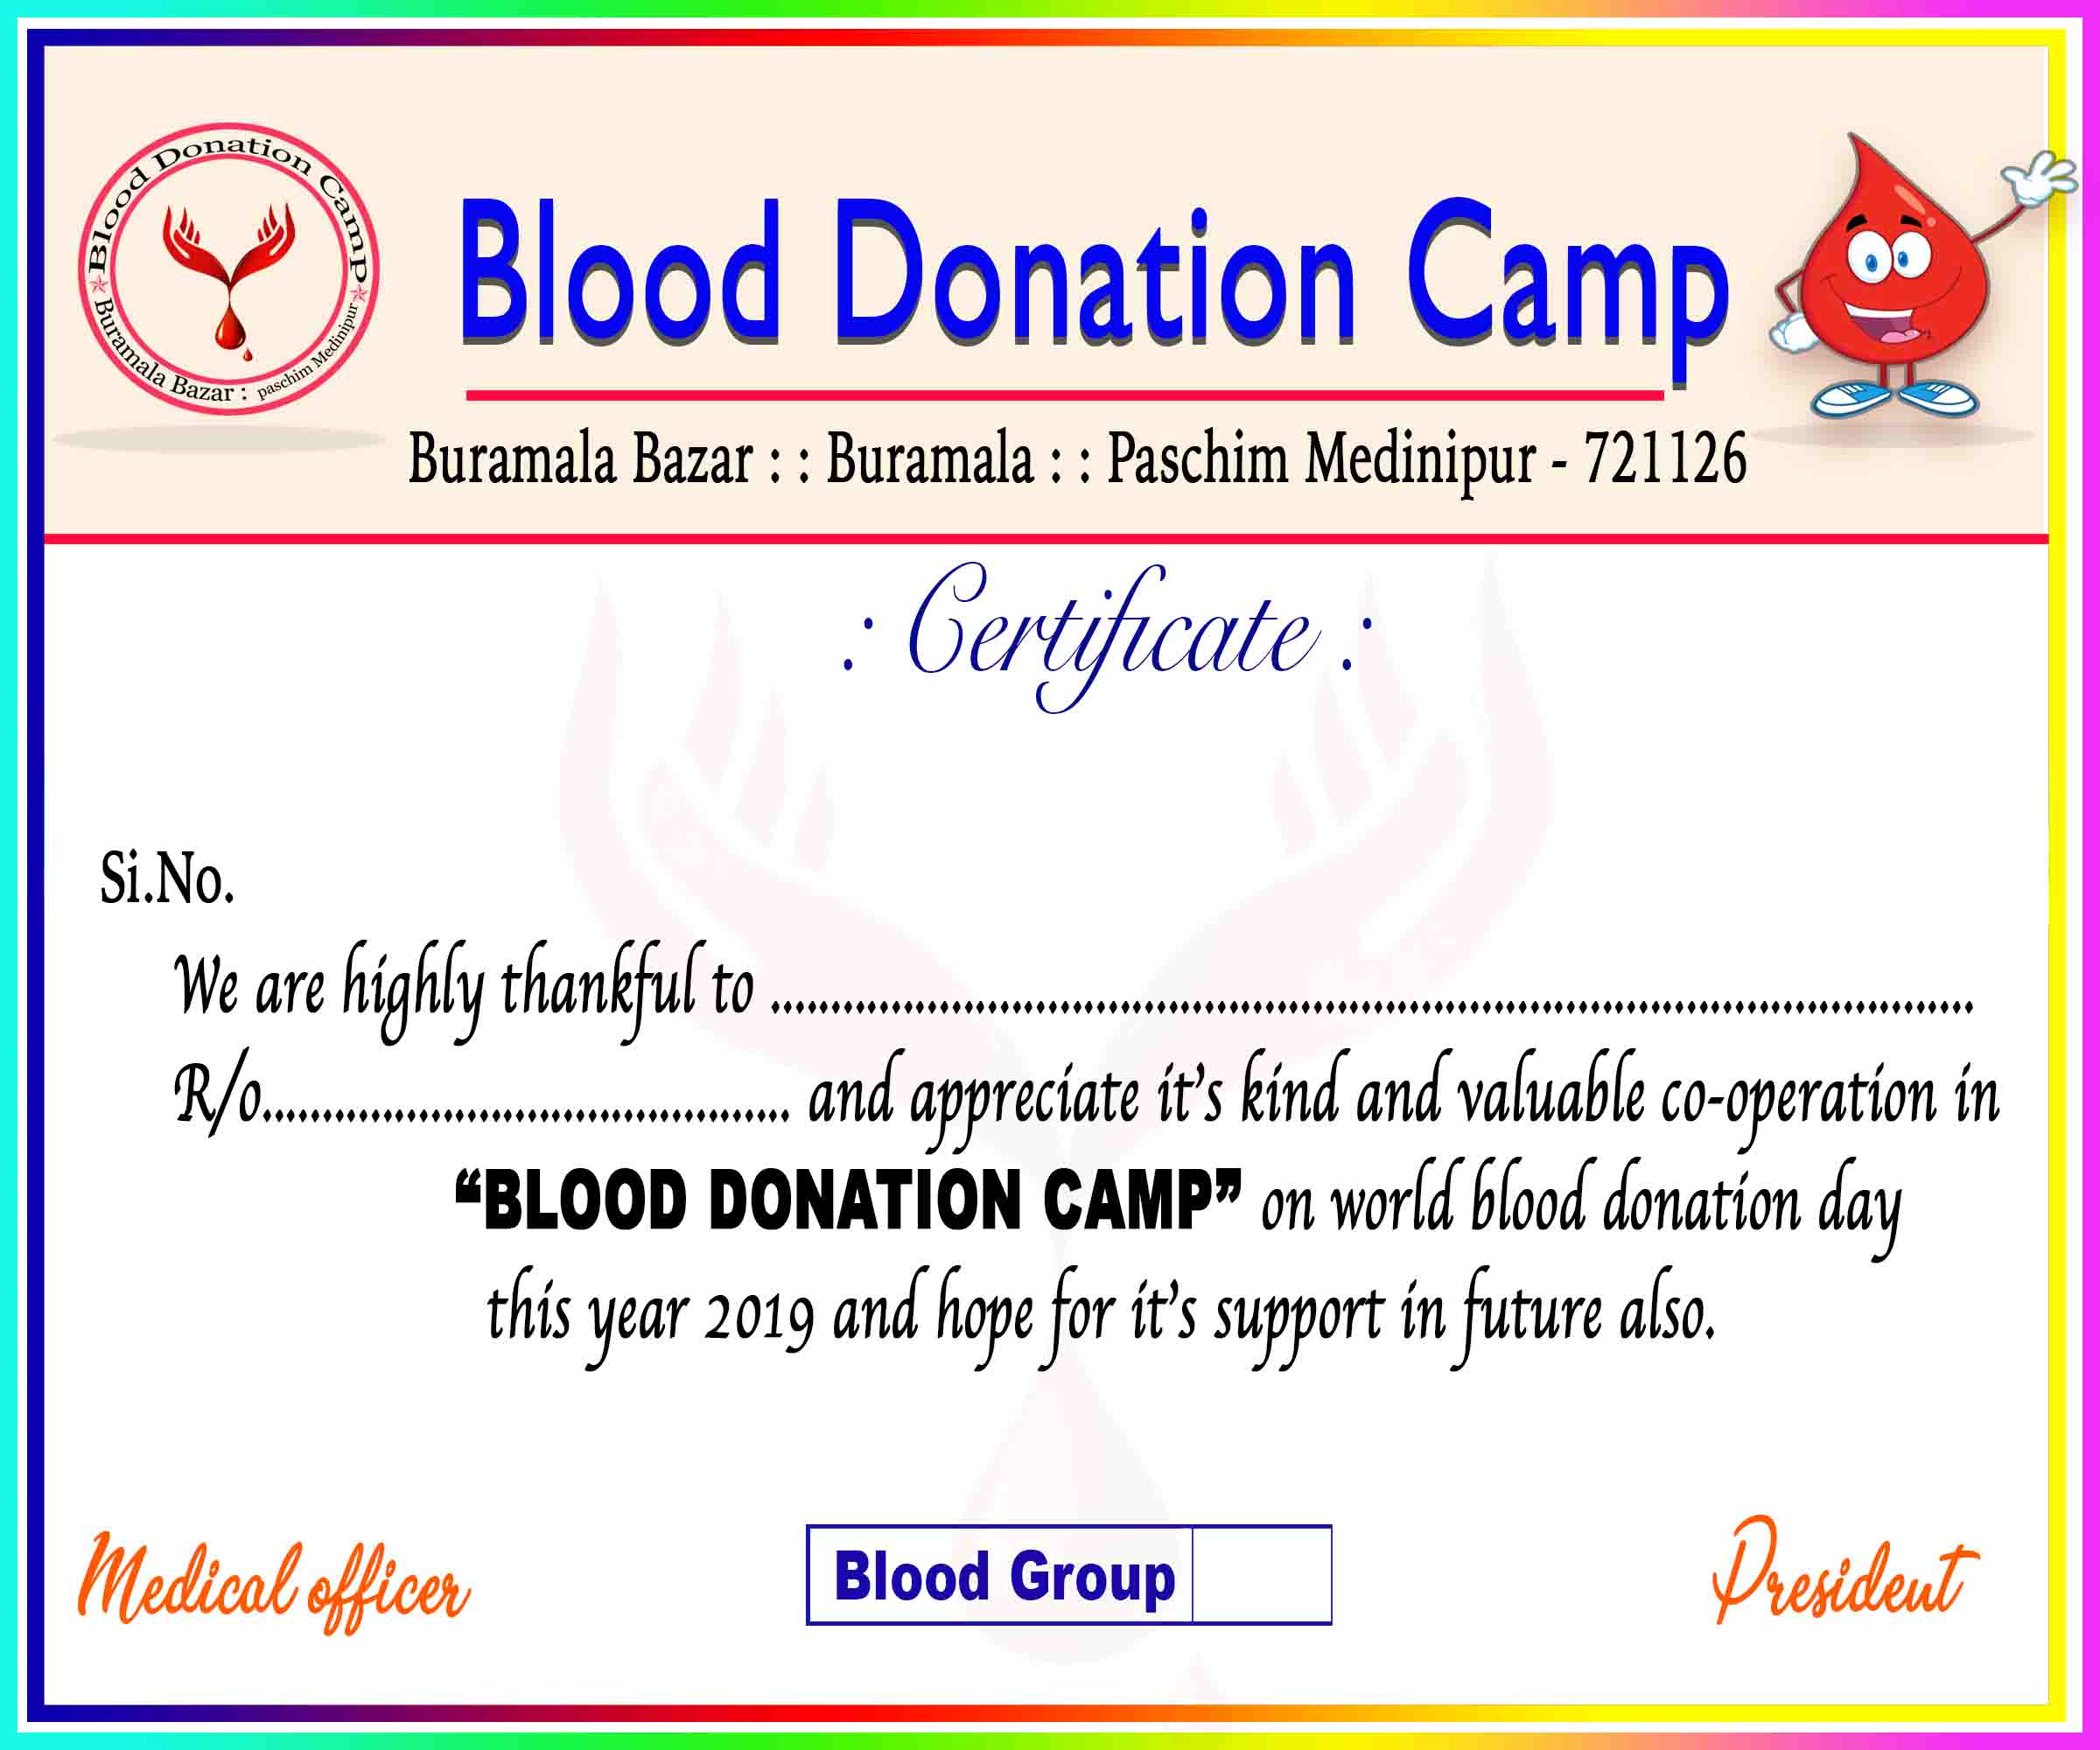 Blood Donation Camp
Buramala Bazar : paschim Medinipur
Blood Donation Camp
Buramala Bazar : : Buramala : : Paschim Medinipur - 721126
: Certificate :
Si.No.
We are highly thankful to ....................................................................................................
R/o............................................ and appreciate it's kind and valuable co-operation in
“BLOOD DONATION CAMP” on world blood donation day
this year 2019 and hope for it's support in future also.
Medical officer
Blood Group
President